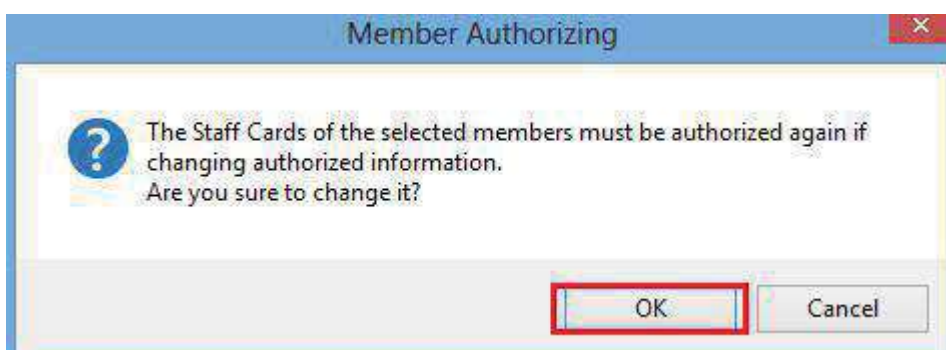 Member Authorizing
The Staff Cards of the selected members must be authorized again if
changing authorized information.
Are you sure to change it?
OK
Cancel